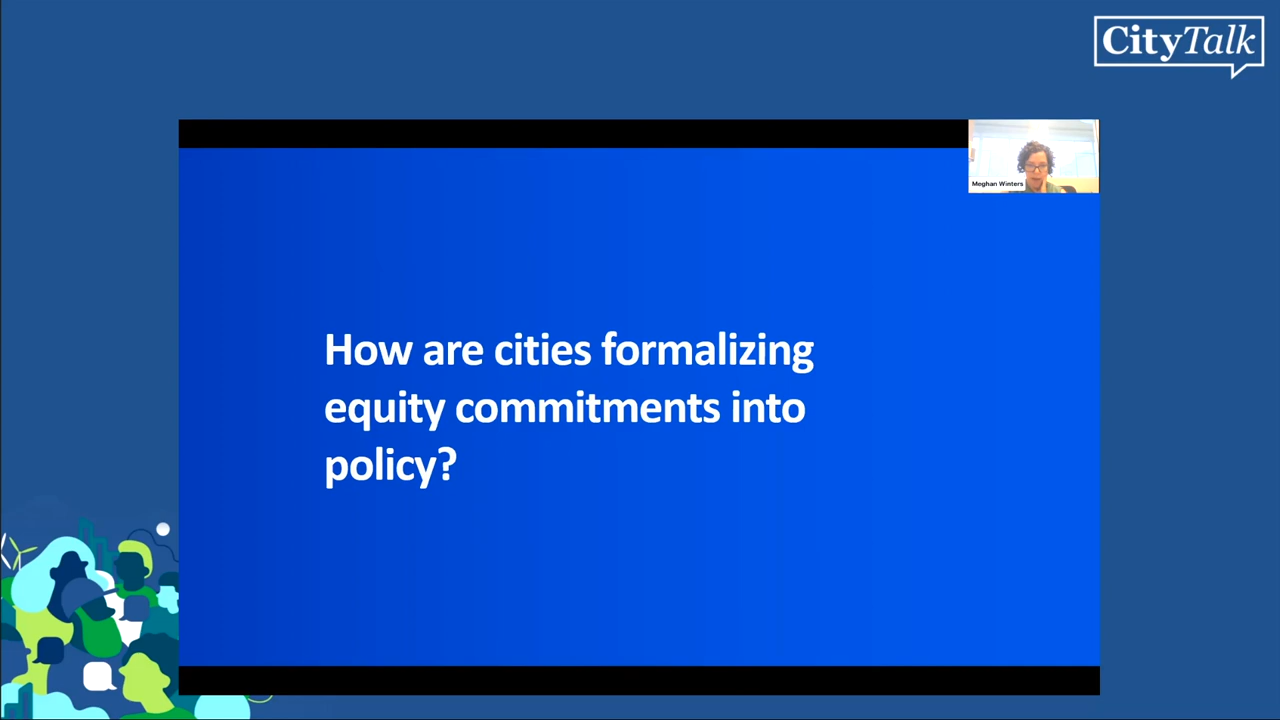 CityTalk
Meghan Winters
How are cities formalizing
equity commitments into
policy?